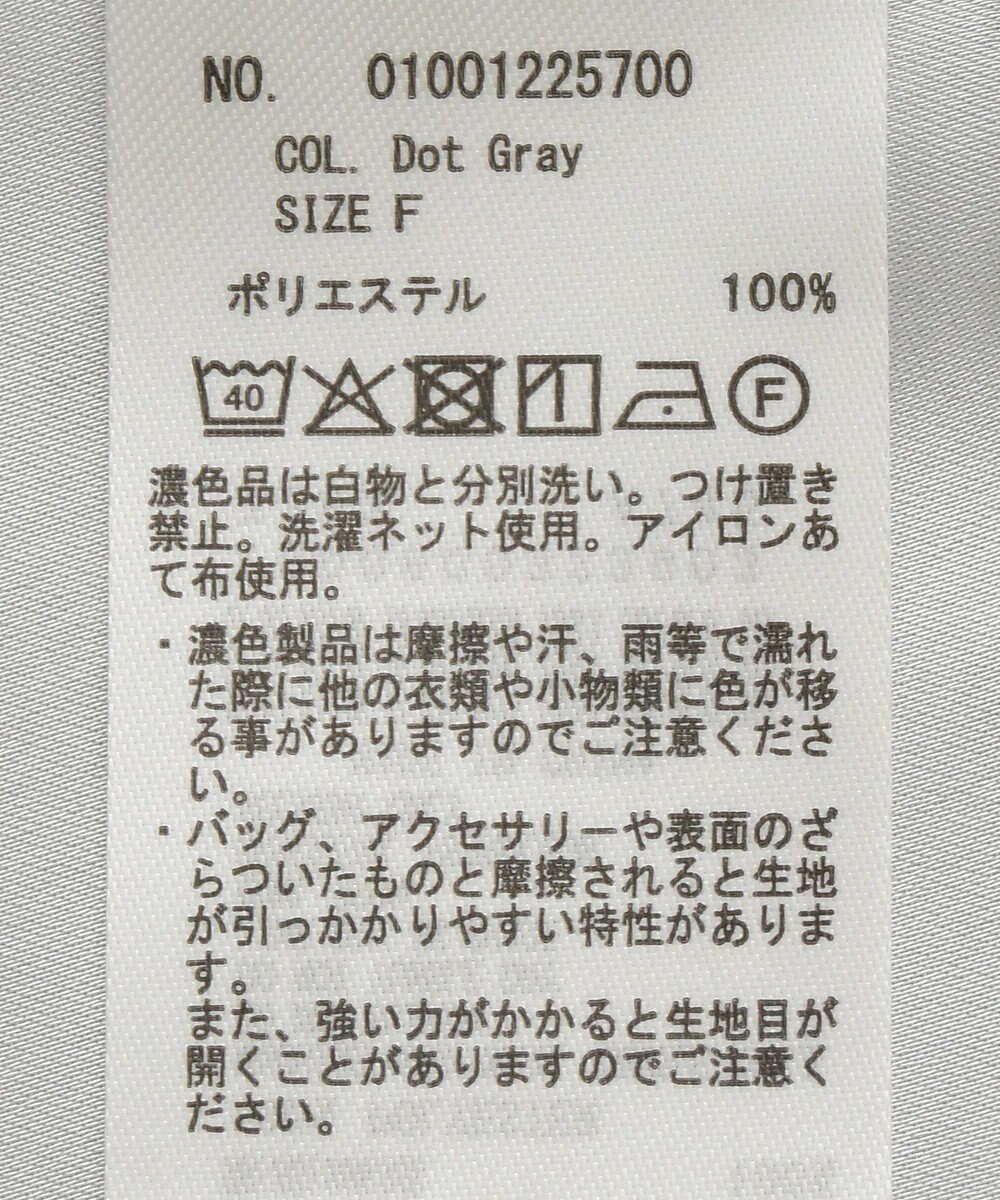 NO. 01001225700
COL. Dot Gray
SIZE F
ポリエステル 100%
40 F
濃色品は白物と分別洗い。つけ置き
禁止。洗濯ネット使用。アイロンあ
て布使用。
・濃色製品は摩擦や汗、雨等で濡れ
た際に他の衣類や小物類に色が移
る事がありますのでご注意くださ
い。
・バッグ、アクセサリーや表面のざ
らついたものと摩擦されると生地
が引っかかりやすい特性がありま
す。
また、強い力がかかると生地目が
開くことがありますのでご注意く
ださい。